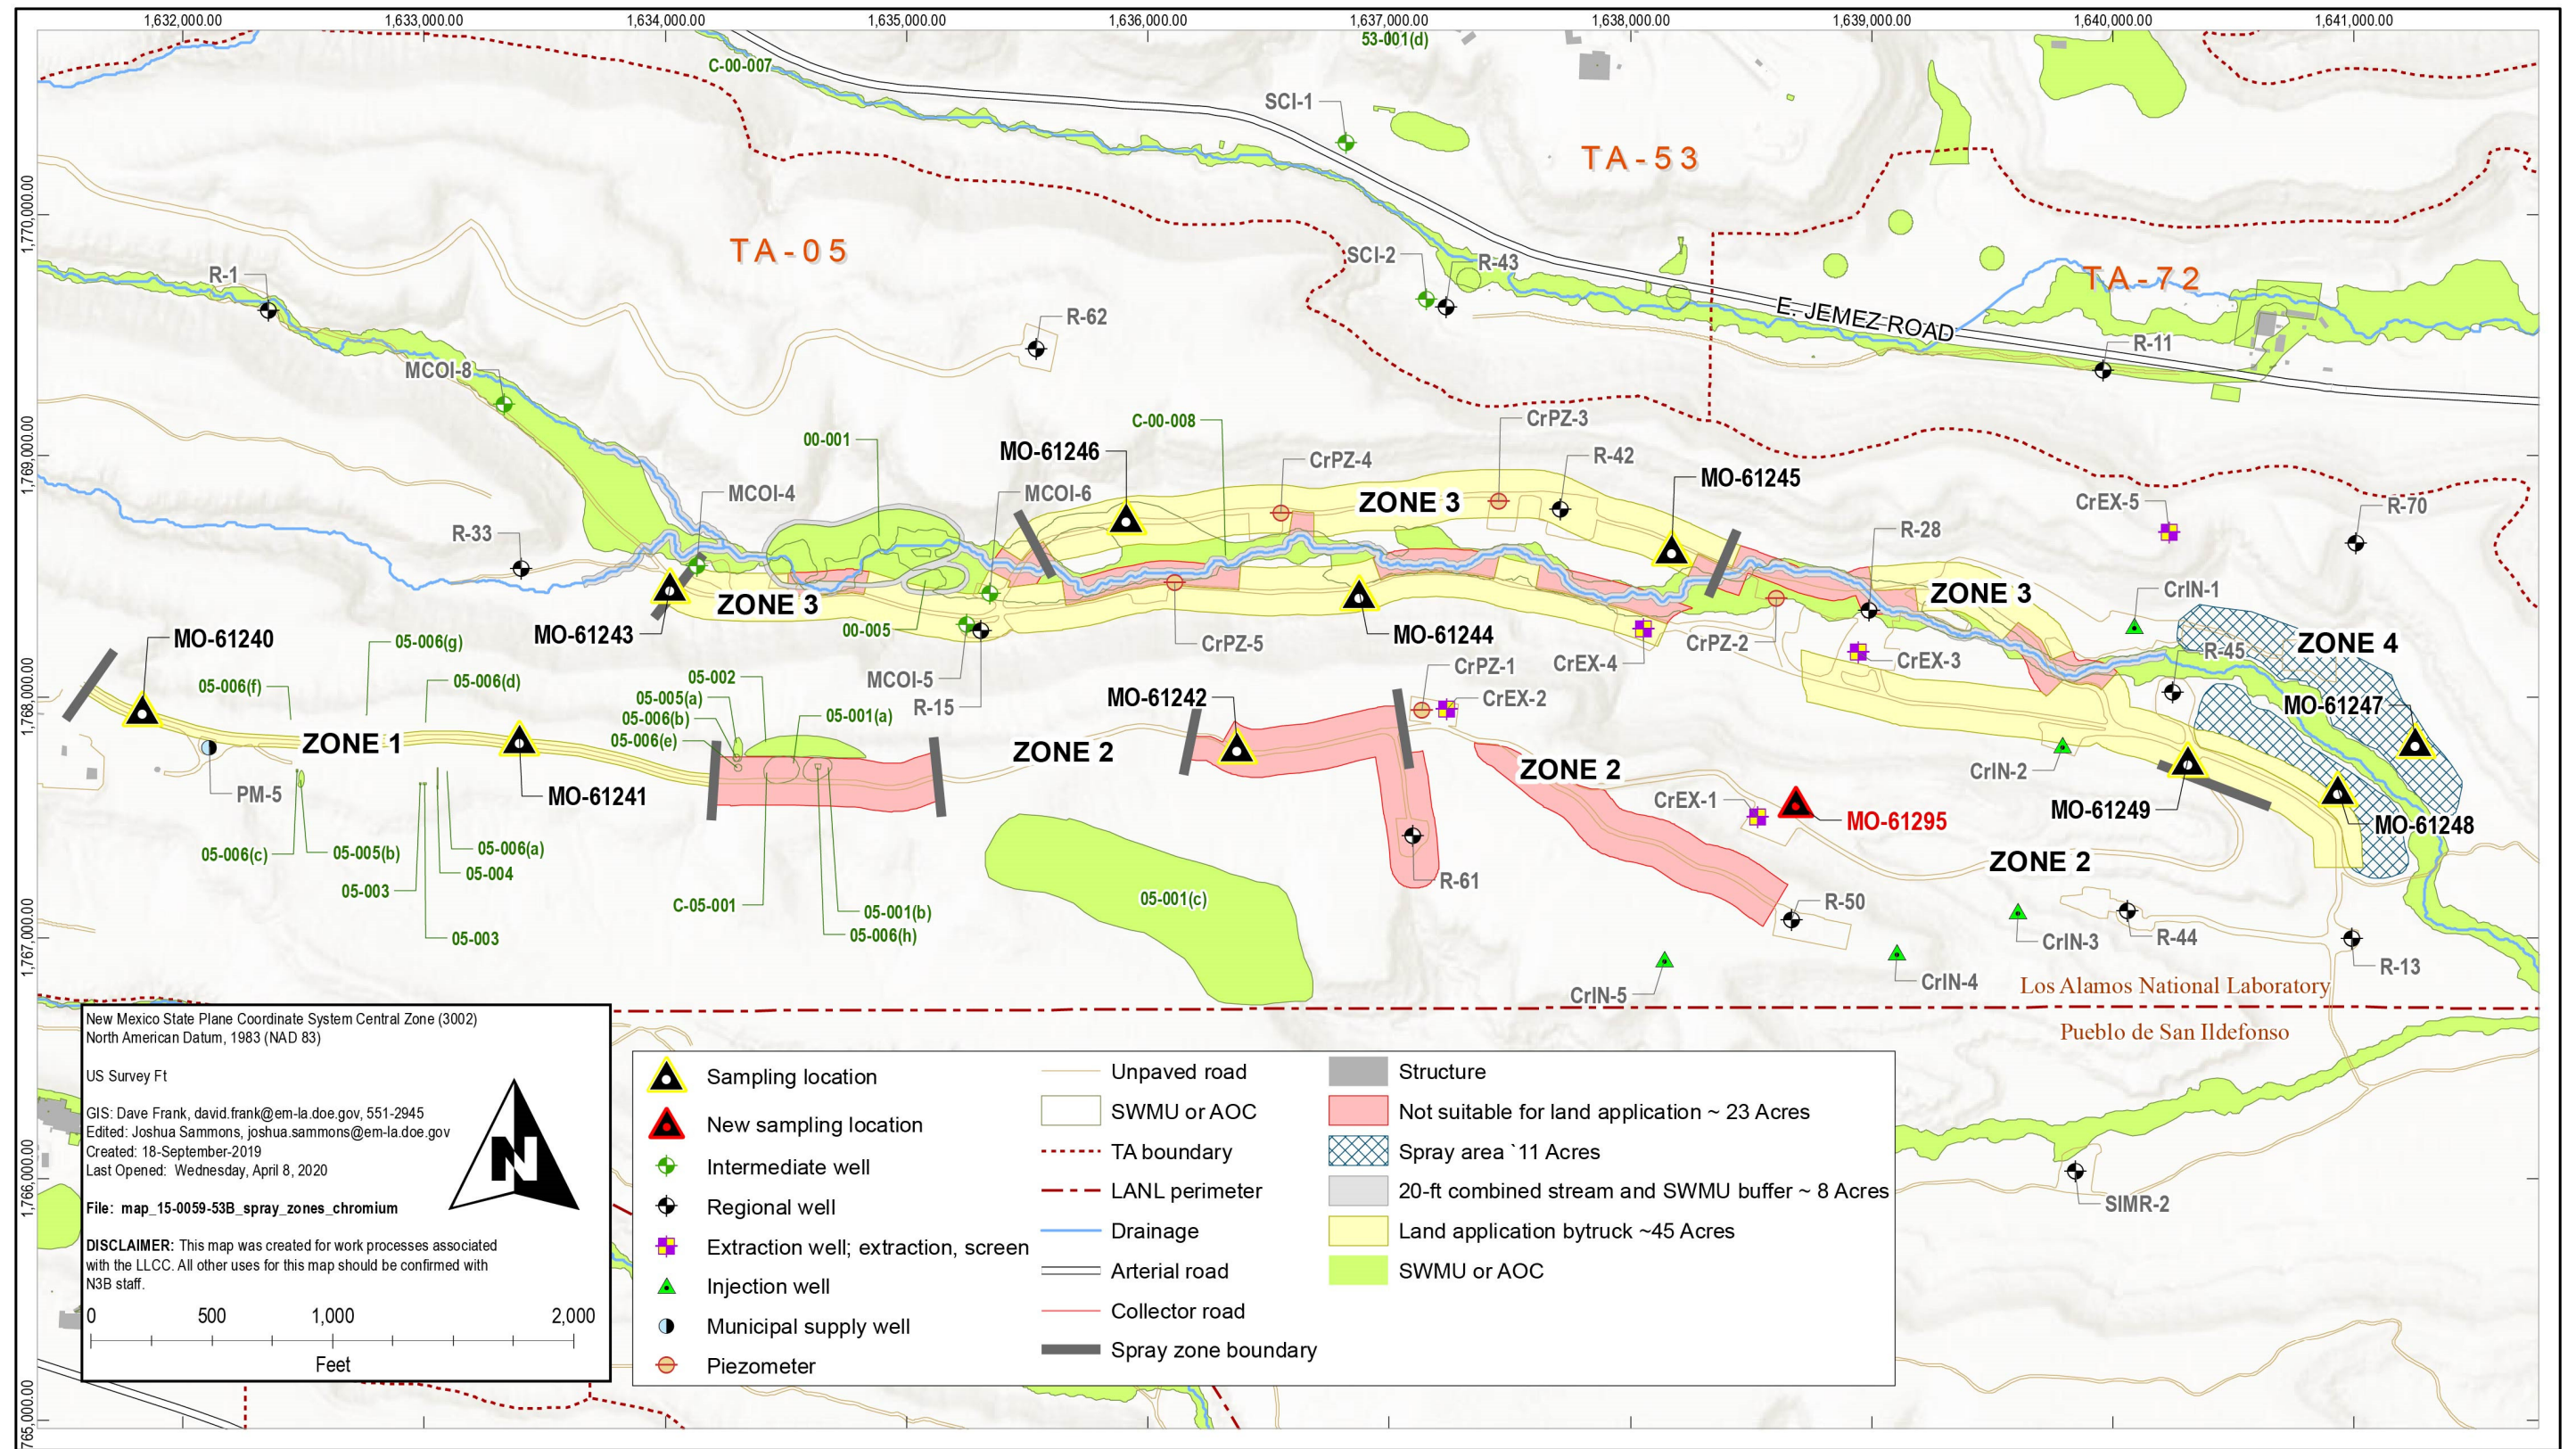 1,632,000.00
1,633,000.00
1,634,000.00
1,635,000.00
1,636,000.00
1,637,000.00
1,638,000.00
1,639,000.00
1,640,000.00
1,641,000.00
53-001(d)
C-00-007
SCI-1
TA-53
1,770,000.00
TA-05
SCI-2
R-43
R-1
TA-72
R-62
E. JEMEZ ROAD
R-11
MCOI-8
CrPZ-3
C-00-008
00-001
1,769,000.00
MO-61246
CrPZ-4
R-42
MO-61245
MCOI-4
MCOI-6
ZONE 3
CrEX-5
R-70
R-33
R-28
CrIN-1
ZONE 3
ZONE 3
00-005
MO-61243
MO-61240
MO-61244
CrPZ-5
CrPZ-2
ZONE 4
05-006(g)
R-45
CrEX-4
CrEX-3
CrPZ-1
05-002
MCOI-5
05-006(f)
05-006(d)
1,768,000.00
05-005(a)
MO-61242
CrEX-2
R-15
MO-61247
05-006(b)
05-001(a)
05-006(e)
ZONE 1
ZONE 2
ZONE 2
CrIN-2
PM-5
MO-61241
CrEX-1
MO-61249
MO-61295
MO-61248
05-006(c)
05-005(b)
05-006(a)
ZONE 2
05-004
R-61
05-003
05-001(c)
C-05-001
05-001(b)
R-50
05-003
05-006(h)
1,767,000.00
CrIN-3
R-44
R-13
CrIN-5
CrIN-4
Los Alamos National Laboratory
Pueblo de San Ildefonso
SIMR-2
1,766,000.00
765,000.00
New Mexico State Plane Coordinate System Central Zone (3002)
North American Datum, 1983 (NAD 83)
US Survey Ft
GIS: Dave Frank, david.frank@em-la.doe.gov, 551-2945
Edited: Joshua Sammons, joshua.sammons@em-la.doe.gov
Created: 18-September-2019
Last Opened: Wednesday, April 8, 2020
File: map_15-0059-53B_spray_zones_chromium
DISCLAIMER: This map was created for work processes associated
with the LLCC. All other uses for this map should be confirmed with
N3B staff.
N
0 500 1,000 2,000
Feet
Sampling location
New sampling location
Intermediate well
Regional well
Extraction well; extraction, screen
Injection well
Municipal supply well
Piezometer
Unpaved road
SWMU or AOC
TA boundary
LANL perimeter
Drainage
Arterial road
Collector road
Spray zone boundary
Structure
Not suitable for land application ~ 23 Acres
Spray area `11 Acres
20-ft combined stream and SWMU buffer ~ 8 Acres
Land application bytruck ~45 Acres
SWMU or AOC